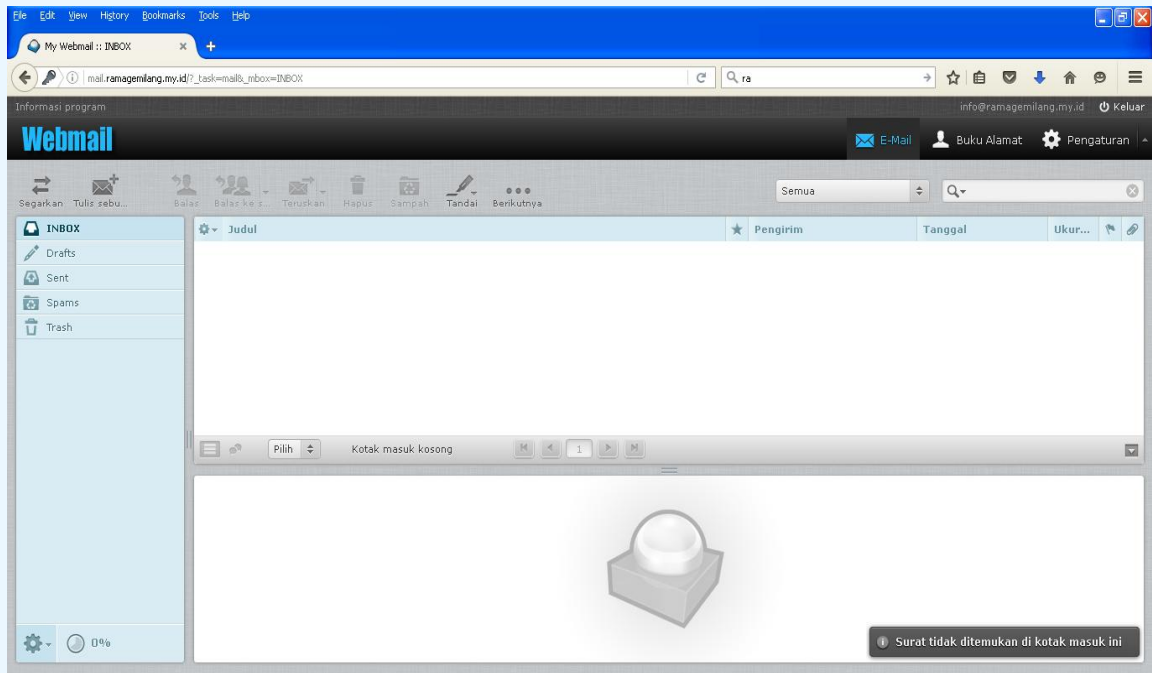 File Edit View History Bookmarks Tools Help
My Webmail :: INBOX
mail.ramagemilang.my.id/?_task=mail&_mbox=INBOX
ra
Informasi program
info@ramagemilang.my.id Keluar
Webmail
E-Mail Buku Alamat Pengaturan
Segarkan Tulis sebu... Balas Balas ke s... Teruskan Hapus Sampah Tandai Berikutnya
Semua
INBOX
Drafts
Sent
Spams
Trash
Judul Pengirim Tanggal Ukur...
Pilih Kotak masuk kosong 1
0%
Surat tidak ditemukan di kotak masuk ini